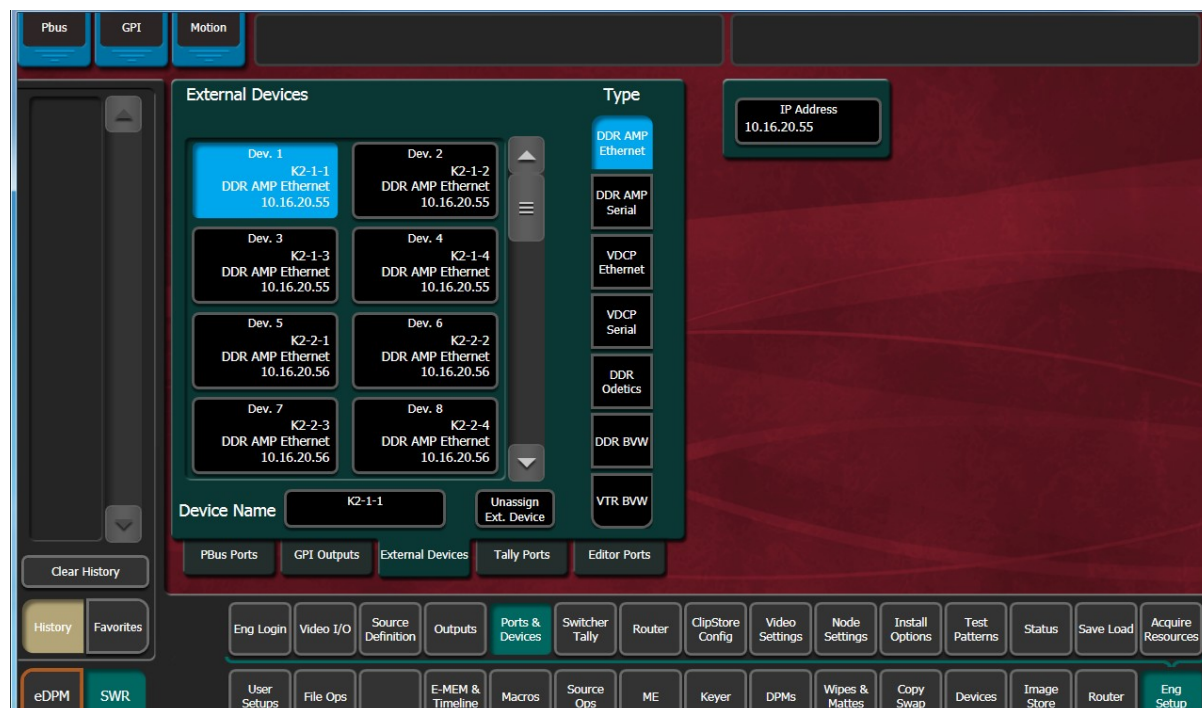 Pbus
GPI
Motion
External Devices
Type
IP Address
10.16.20.55
Dev. 1
K2-1-1
DDR AMP Ethernet
10.16.20.55
Dev. 2
K2-1-2
DDR AMP Ethernet
10.16.20.55
Dev. 3
K2-1-3
DDR AMP Ethernet
10.16.20.55
Dev. 4
K2-1-4
DDR AMP Ethernet
10.16.20.55
Dev. 5
K2-2-1
DDR AMP Ethernet
10.16.20.56
Dev. 6
K2-2-2
DDR AMP Ethernet
10.16.20.56
Dev. 7
K2-2-3
DDR AMP Ethernet
10.16.20.56
Dev. 8
K2-2-4
DDR AMP Ethernet
10.16.20.56
DDR AMP
Ethernet
DDR AMP
Serial
VDCP
Ethernet
VDCP
Serial
DDR
Odetics
DDR BVW
VTR BVW
Device Name
K2-1-1
Unassign
Ext. Device
PBus Ports
GPI Outputs
External Devices
Tally Ports
Editor Ports
Clear History
History
Favorites
Eng Login
Video I/O
Source
Definition
Outputs
Ports &
Devices
Switcher
Tally
Router
ClipStore
Config
Video
Settings
Node
Settings
Install
Options
Test
Patterns
Status
Save Load
Acquire
Resources
eDPM
SWR
User
Setups
File Ops
E-MEM &
Timeline
Macros
Source
Ops
ME
Keyer
DPMs
Wipes &
Mattes
Copy
Swap
Devices
Image
Store
Router
Eng
Setup